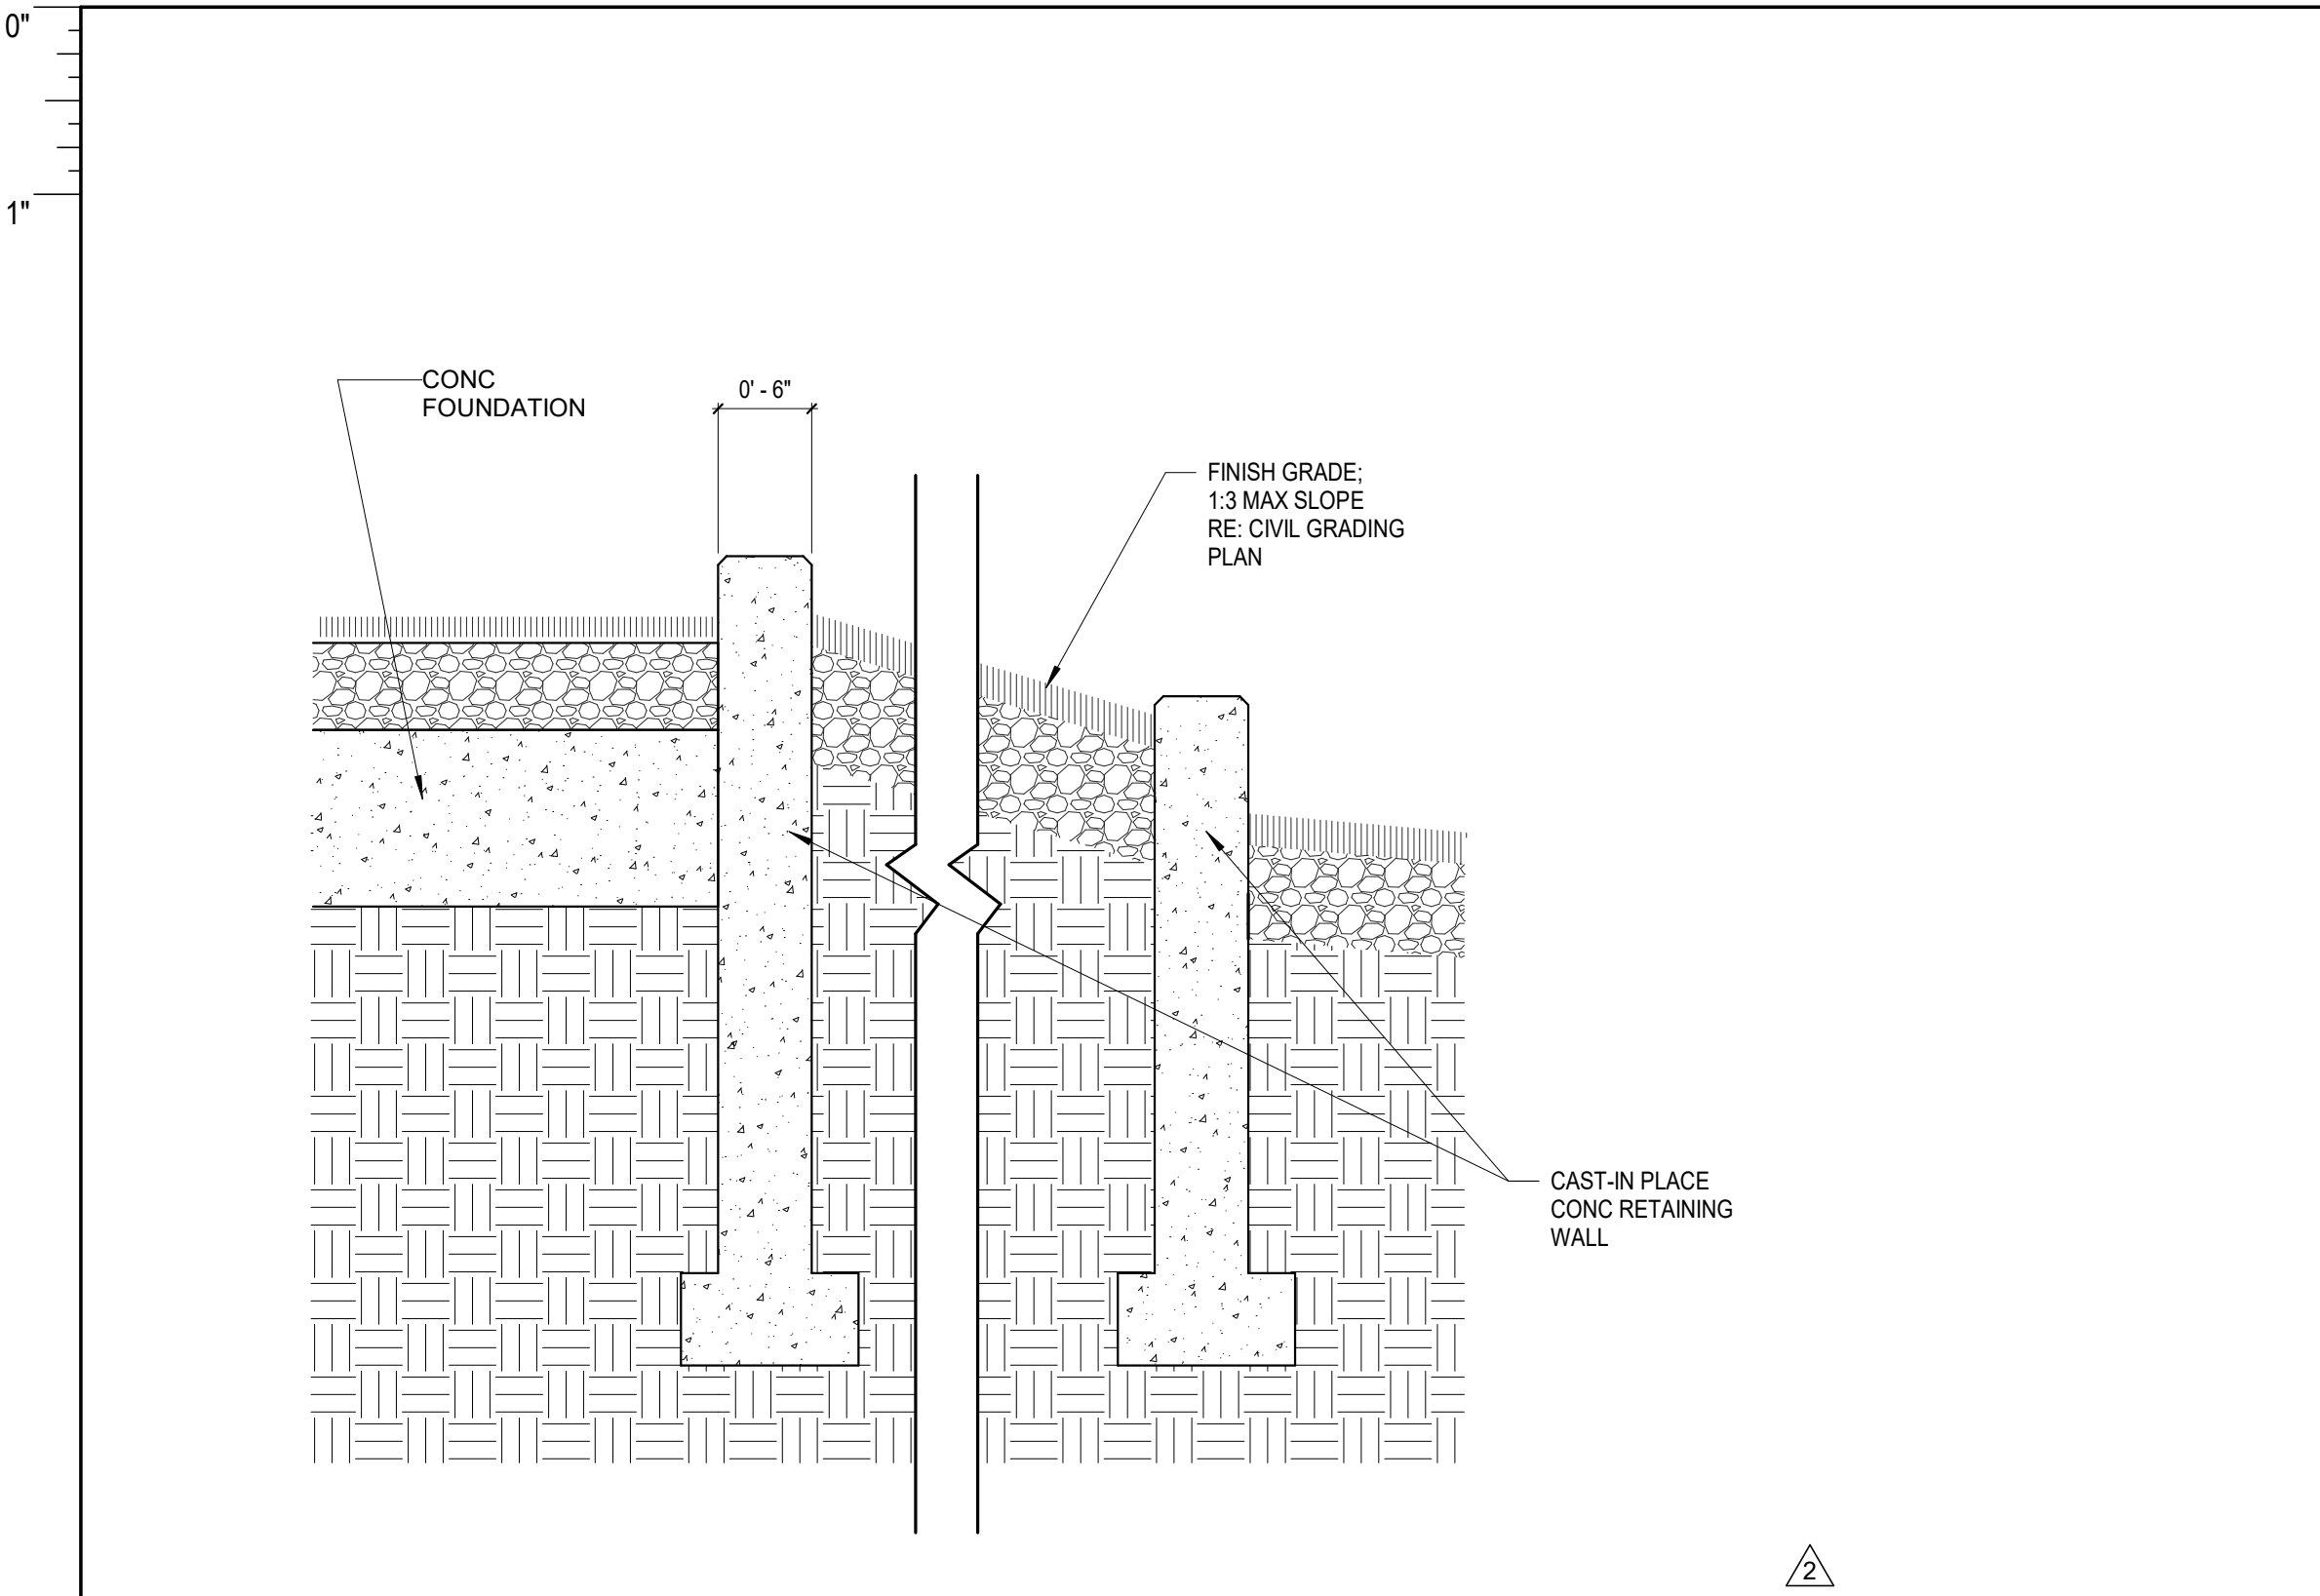 0"
1"
CONC
FOUNDATION
0' - 6"
FINISH GRADE;
1:3 MAX SLOPE
RE: CIVIL GRADING
PLAN
CAST-IN PLACE
CONC RETAINING
WALL
2